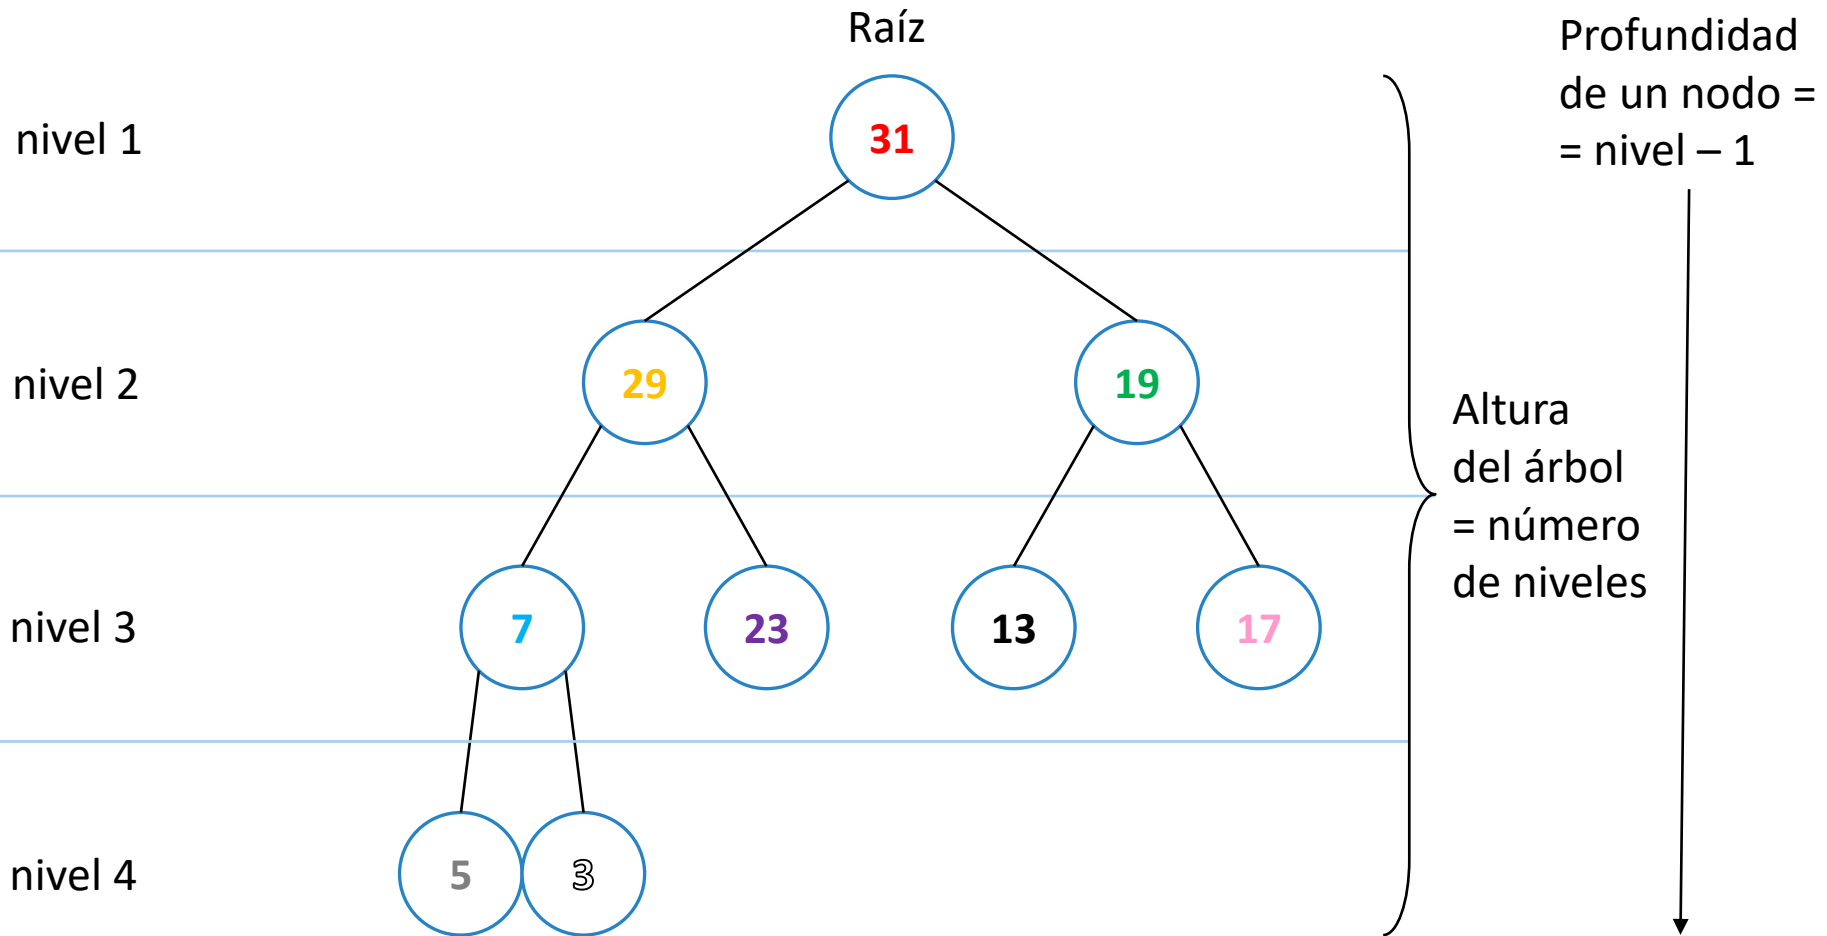 Raíz
Profundidad
de un nodo =
= nivel – 1
nivel 1
31
nivel 2
29
19
Altura
del árbol
= número
de niveles
nivel 3
7
23
13
17
nivel 4
5
3